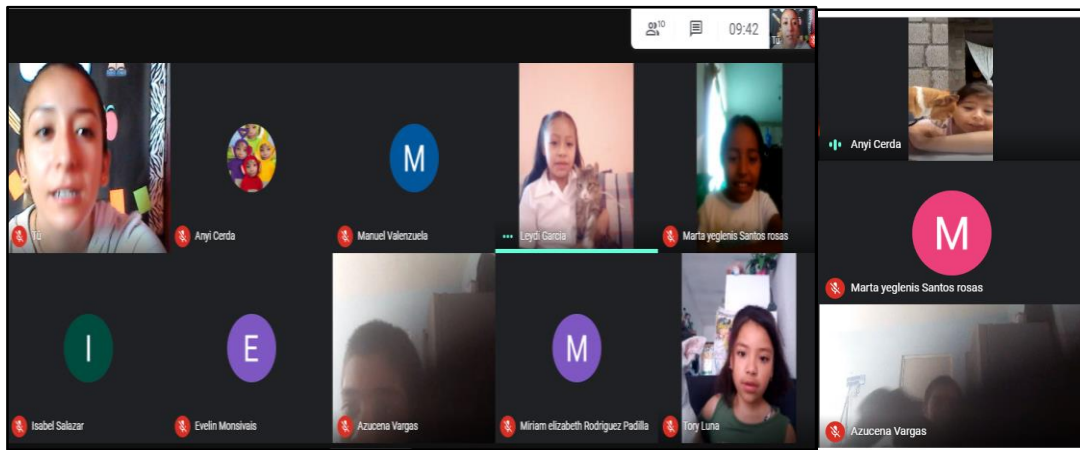 10
09:42
Tú
Tú
Anyi Cerda
M
Manuel Valenzuela
Leydi Garcia
Marta yeglenis Santos rosas
I
Isabel Salazar
E
Evelin Monsivais
Azucena Vargas
M
Miriam elizabeth Rodriguez Padilla
Tory Luna
Anyi Cerda
M
Marta yeglenis Santos rosas
Azucena Vargas